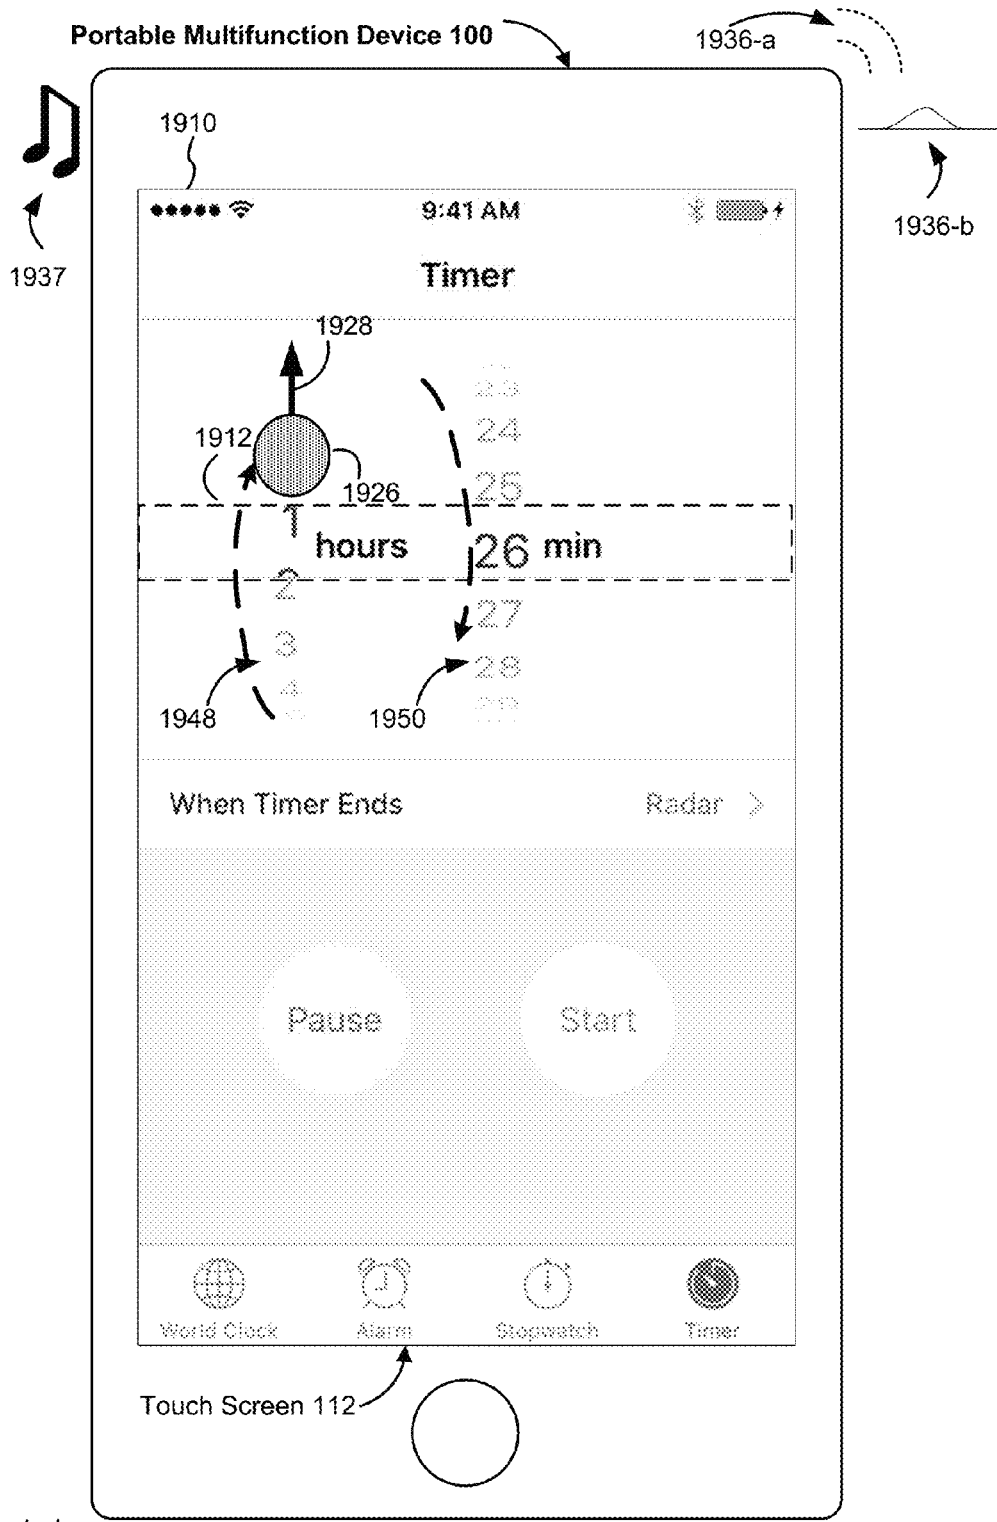 Portable Multifunction Device 100
1936-a
1910
9:41 AM
1936-b
1937
Timer
1928
23
24
1912
25
1926
1
hours
26 min
2
27
3
28
4
1948
1950
29
When Timer Ends
Radar >
Pause
Start
World Clock
Alarm
Stopwatch
Timer
Touch Screen 112